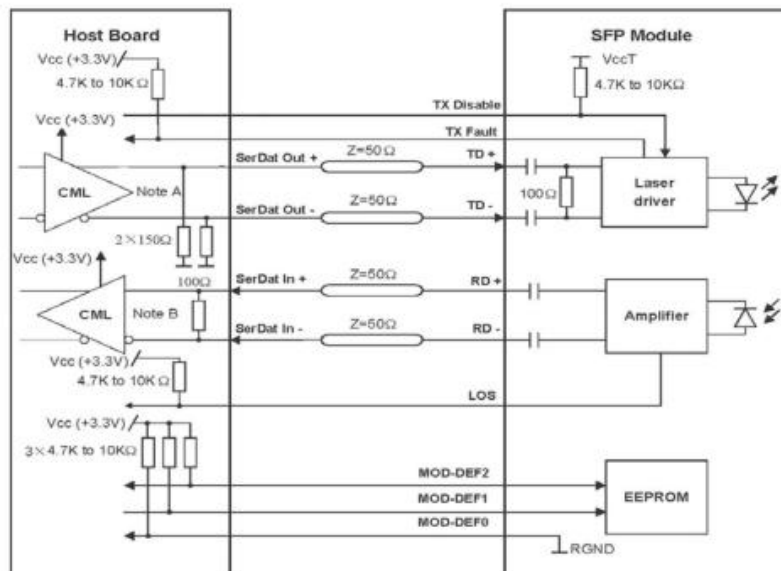 Host Board
SFP Module
Vcc (+3.3V)
VccT
4.7K to 10KΩ
4.7K to 10KΩ
TX Disable
Vcc (+3.3V)
TX Fault
SerDat Out +
Z=50Ω
TD +
CML
Note A
100Ω
Laser
driver
SerDat Out -
Z=50Ω
TD -
2×150Ω
Vcc (+3.3V)
100Ω
SerDat In +
Z=50Ω
RD +
CML
Note B
Amplifier
SerDat In -
Z=50Ω
RD -
Vcc (+3.3V)
4.7K to 10KΩ
LOS
Vcc (+3.3V)
3×4.7K to 10KΩ
MOD-DEF2
MOD-DEF1
EEPROM
MOD-DEF0
RGND